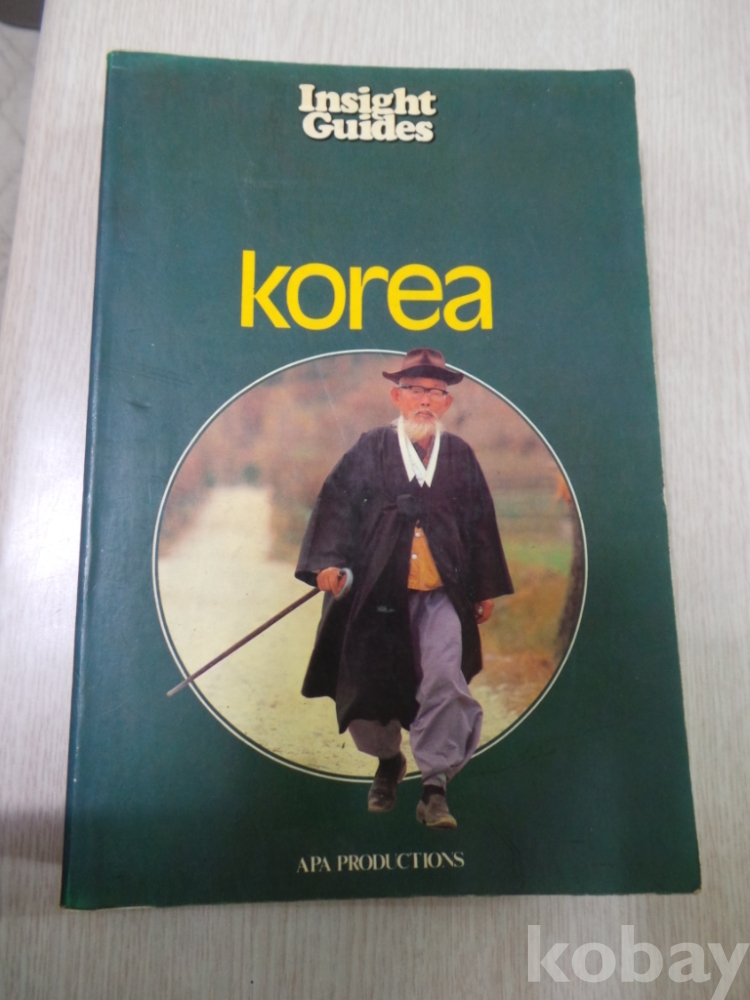 Insight
Guides
korea
APA PRODUCTIONS
kobay